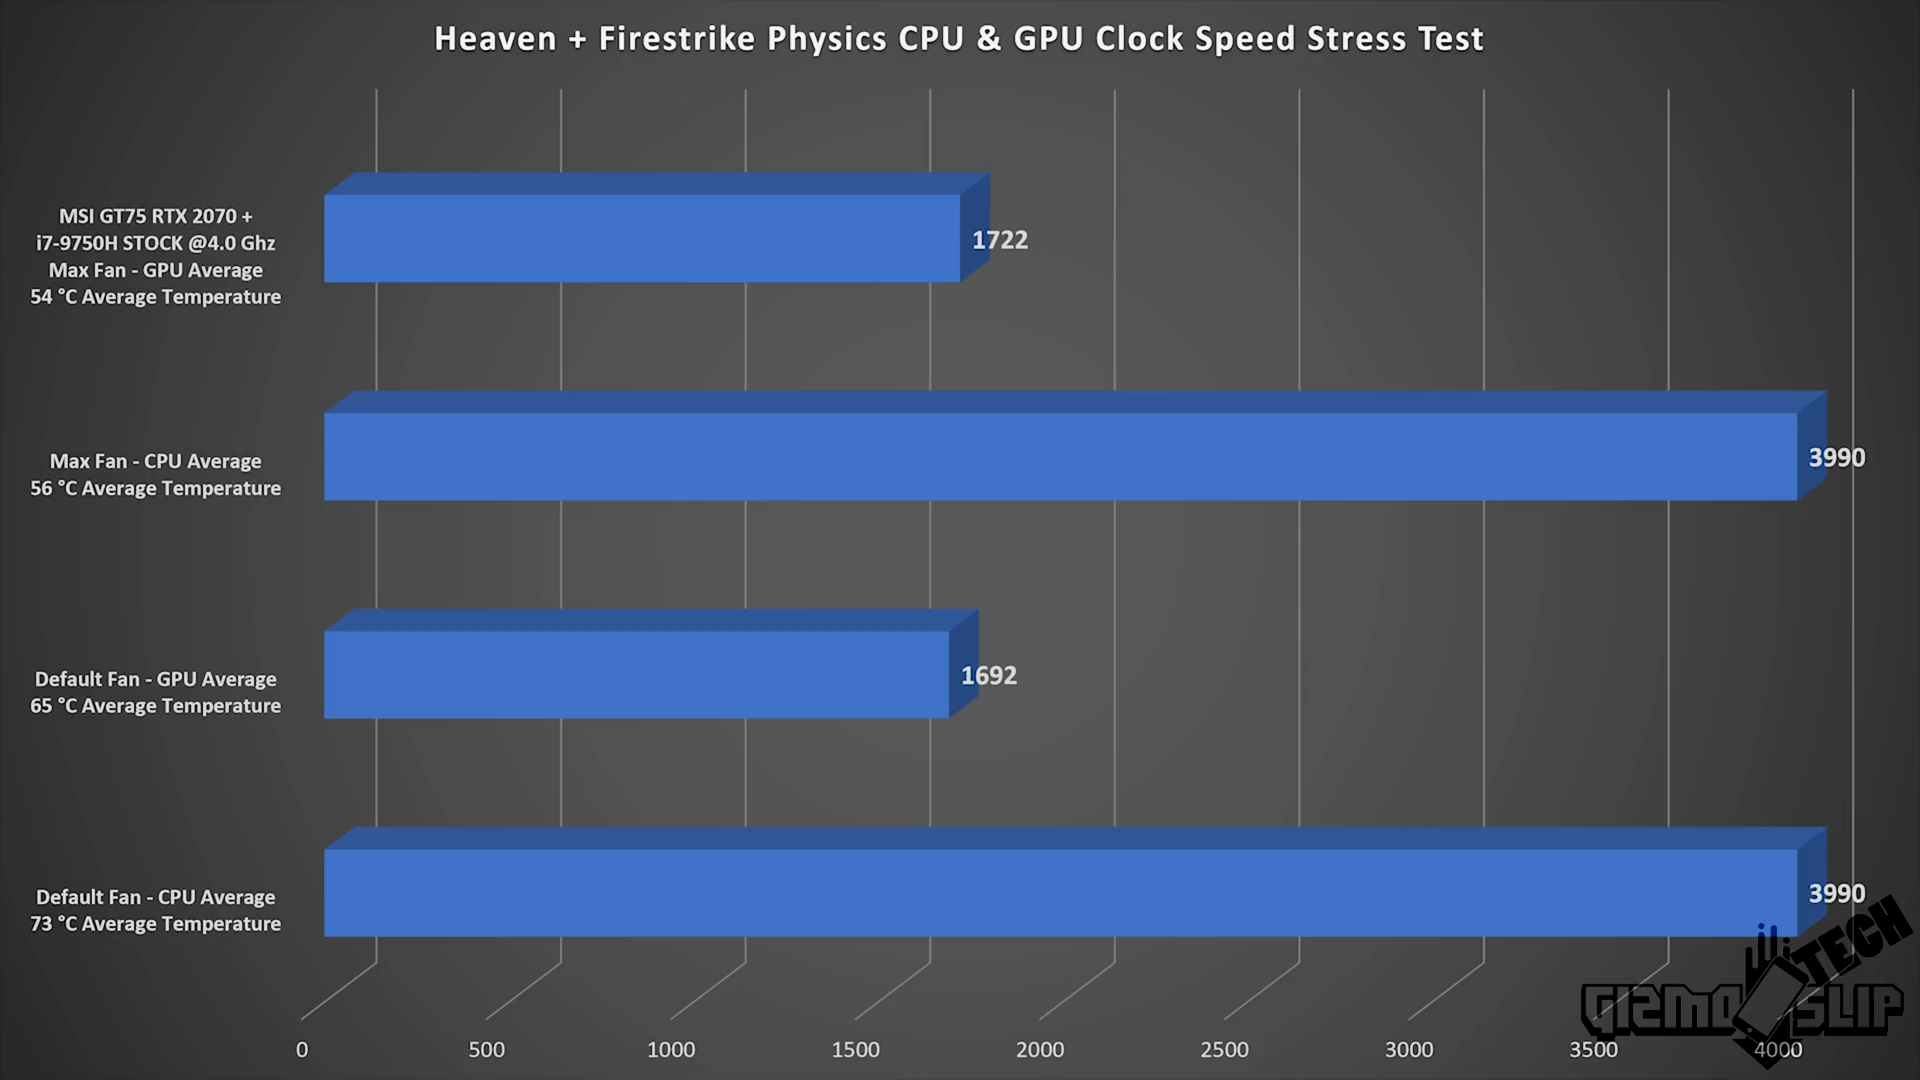 Heaven + Firestrike Physics CPU & GPU Clock Speed Stress Test
MSI GT75 RTX 2070 +
i7-9750H STOCK @4.0 Ghz
Max Fan - GPU Average
54 °C Average Temperature
1722
Max Fan - CPU Average
56 °C Average Temperature
3990
Default Fan - GPU Average
65 °C Average Temperature
1692
Default Fan - CPU Average
73 °C Average Temperature
3990
0 500 1000 1500 2000 2500 3000 3500 4000
GIZMO SLIP
TECH